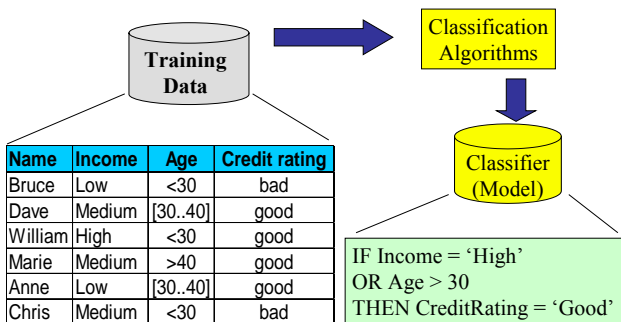 Training
Data
Classification
Algorithms
Classifier
(Model)
Name Income Age Credit rating
Bruce Low <30 bad
Dave Medium [30..40] good
William High <30 good
Marie Medium >40 good
Anne Low [30..40] good
Chris Medium <30 bad
IF Income = ‘High’
OR Age > 30
THEN CreditRating = ‘Good’